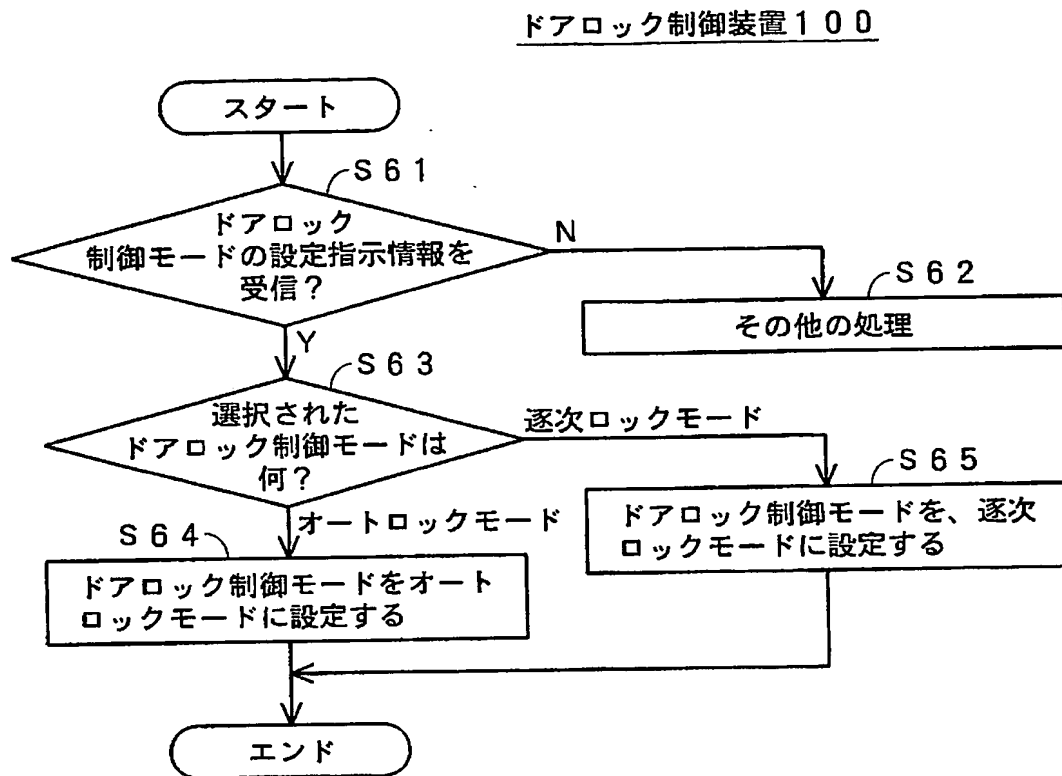 ドアロック制御装置100
スタート
S61
ドアロック
制御モードの設定指示情報を
受信?
N
S62
その他の処理
Y
S63
選択された
ドアロック制御モードは
何?
逐次ロックモード
S65
ドアロック制御モードを、逐次
ロックモードに設定する
オートロックモード
S64
ドアロック制御モードをオート
ロックモードに設定する
エンド